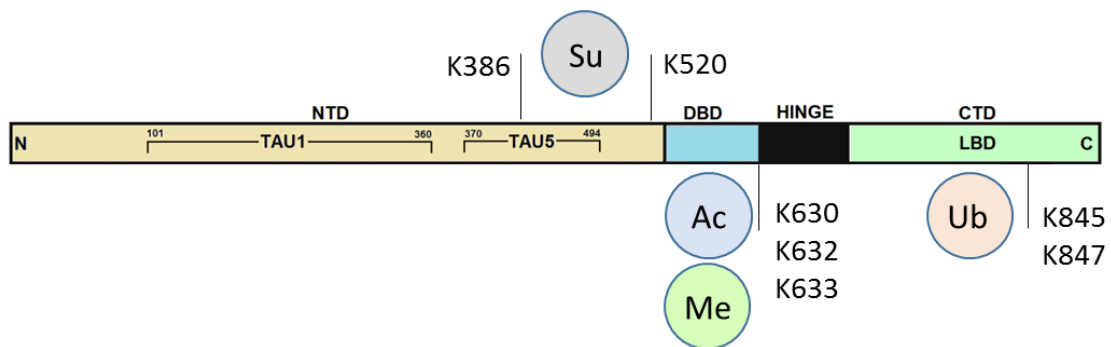 Su
K386
K520
NTD
DBD
HINGE
CTD
N
101
TAU1
360
370
TAU5
494
LBD
C
Ac
K630
Ub
K845
K632
K847
Me
K633